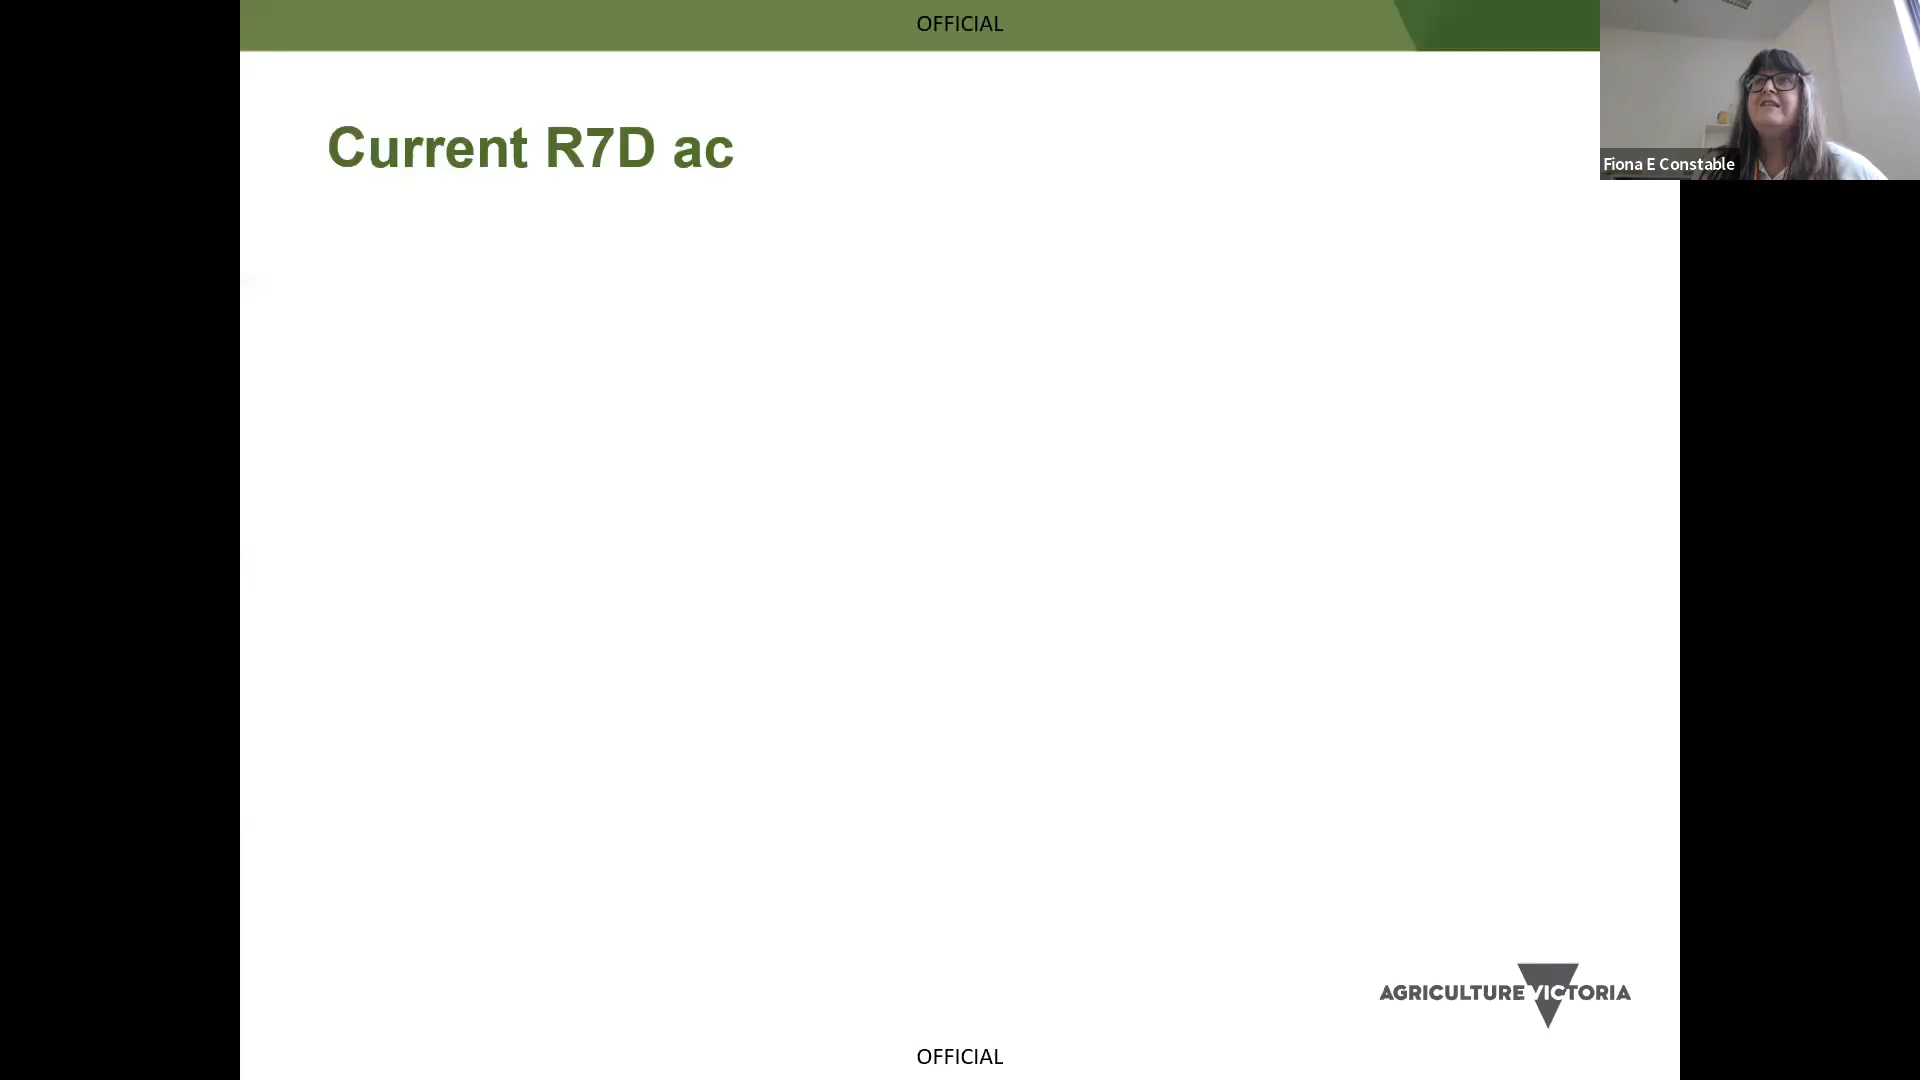 OFFICIAL
Fiona E Constable
Current R7D ac
AGRICULTURE VICTORIA
OFFICIAL